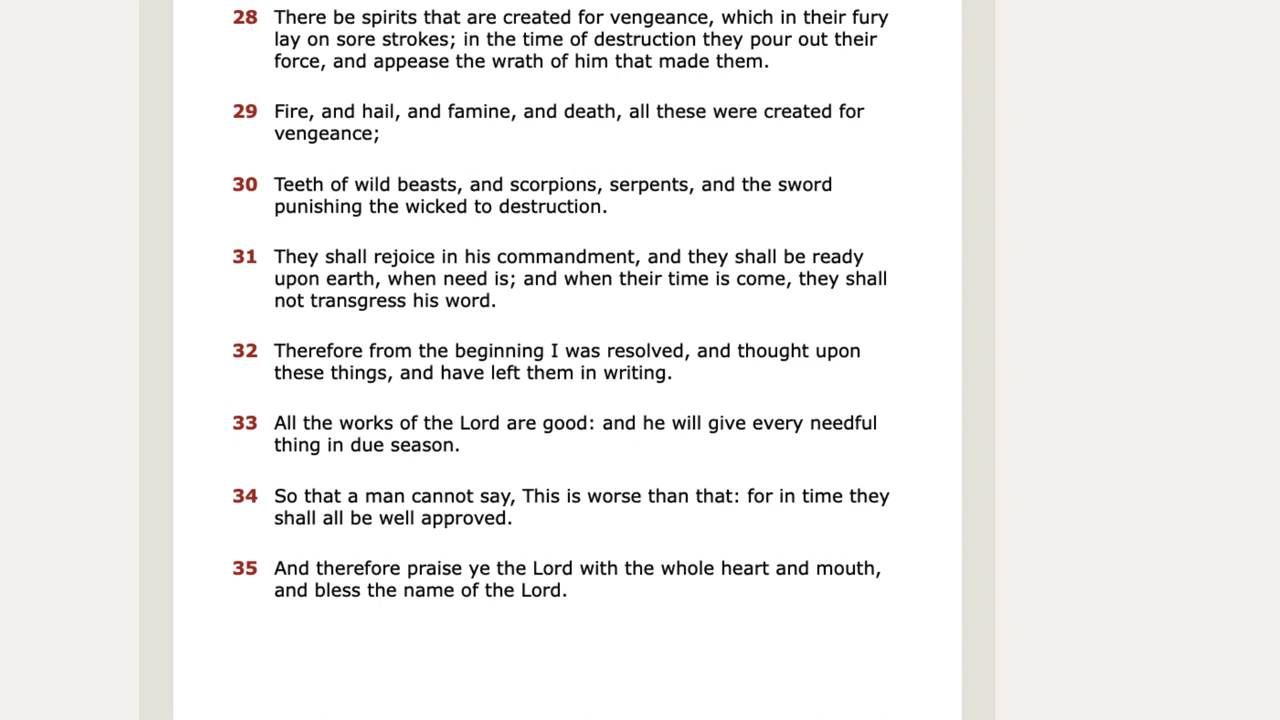 28 There be spirits that are created for vengeance, which in their fury
lay on sore strokes; in the time of destruction they pour out their
force, and appease the wrath of him that made them.
29 Fire, and hail, and famine, and death, all these were created for
vengeance;
30 Teeth of wild beasts, and scorpions, serpents, and the sword
punishing the wicked to destruction.
31 They shall rejoice in his commandment, and they shall be ready
upon earth, when need is; and when their time is come, they shall
not transgress his word.
32 Therefore from the beginning I was resolved, and thought upon
these things, and have left them in writing.
33 All the works of the Lord are good: and he will give every needful
thing in due season.
34 So that a man cannot say, This is worse than that: for in time they
shall all be well approved.
35 And therefore praise ye the Lord with the whole heart and mouth,
and bless the name of the Lord.